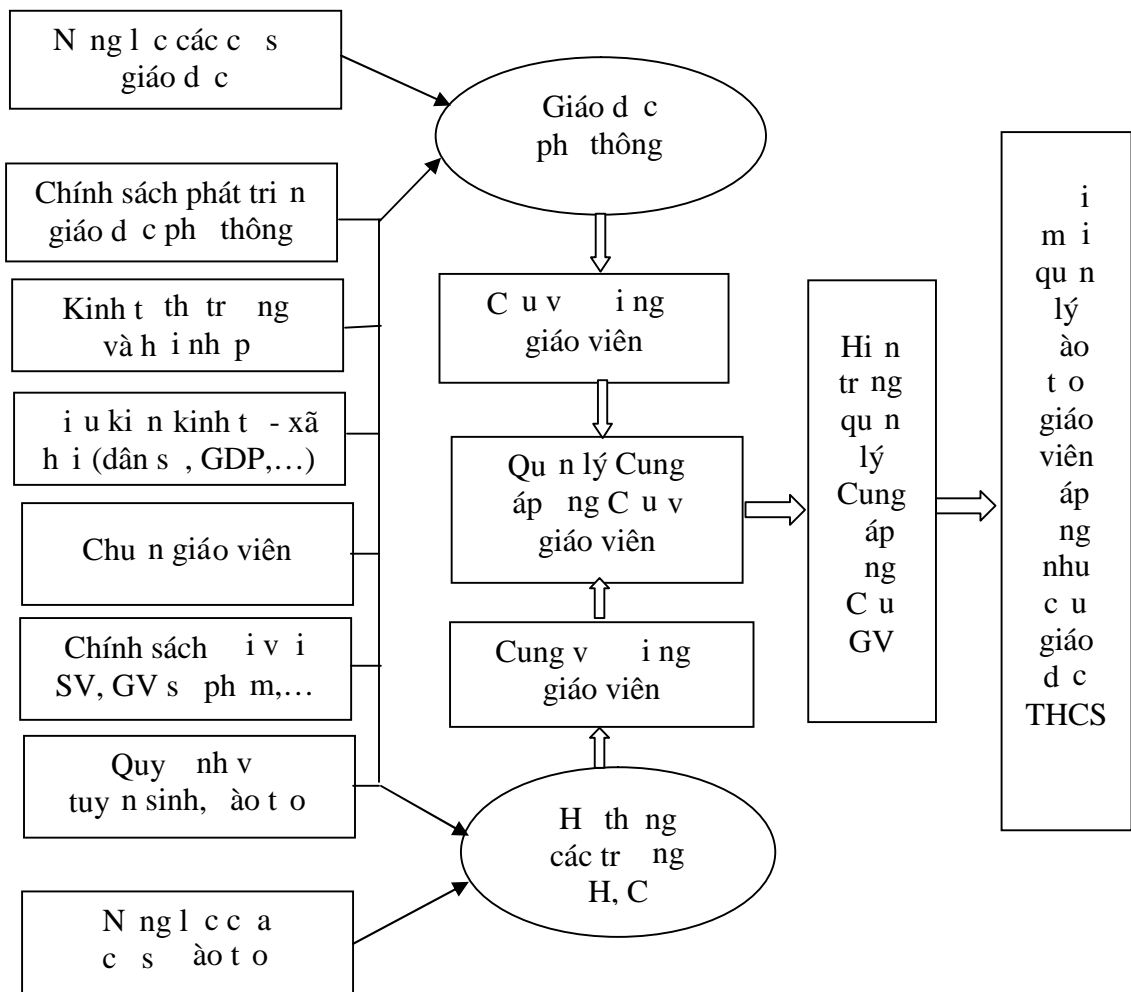 N ng l c các c s
giáo d c
Giáo d c
ph thông
Chính sách phát tri n
giáo d c ph thông
Kinh t th tr ng
và h i nh p
i u ki n kinh t - xã
h i (dân s , GDP,…)
Chu n giáo viên
Chính sách i v i
SV, GV s ph m,…
Quy nh v
tuy n sinh, ào t o
N ng l c c a
c s ào t o
C u v i ng
giáo viên
Qu n lý Cung
áp ng C u v
giáo viên
Cung v i ng
giáo viên
H th ng
các tr ng
H, C
Hi n
tr ng
qu n
lý
Cung
áp
ng
C u
GV
i
m i
qu n
lý
ào
t o
giáo
viên
áp
ng
nhu
c u
giáo
d c
THCS